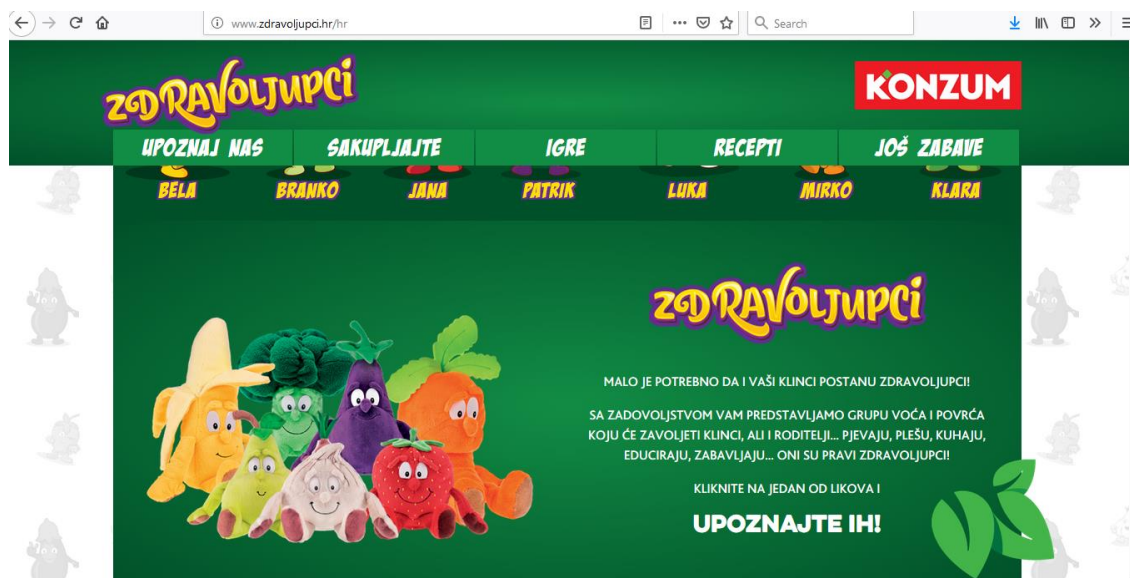 www.zdravoljupci.hr/hr
Search
ZDRAVOLJUPCI
KONZUM
UPOZNAJ NAS SAKUPLJAJTE IGRE RECEPTI JOŠ ZABAVE
BELA BRANKO JANA PATRIK LUKA MIRKO KLARA
ZDRAVOLJUPCI
MALO JE POTREBNO DA I VAŠI KLINCI POSTANU ZDRAVOLJUPCI!
SA ZADOVOLJSTVOM VAM PREDSTAVLJAMO GRUPU VOĆA I POVRĆA
KOJU ĆE ZAVOLJETI KLINCI, ALI I RODITELJI... PJEVAJU, PLEŠU, KUHAJU,
EDUCIRAJU, ZABAVLJAJU... ONI SU PRAVI ZDRAVOLJUPCI!
KLIKNITE NA JEDAN OD LIKOVA I
UPOZNAJTE IH!